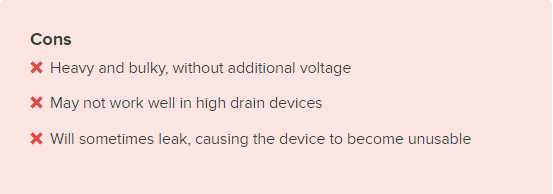 Cons
Heavy and bulky, without additional voltage
May not work well in high drain devices
Will sometimes leak, causing the device to become unusable